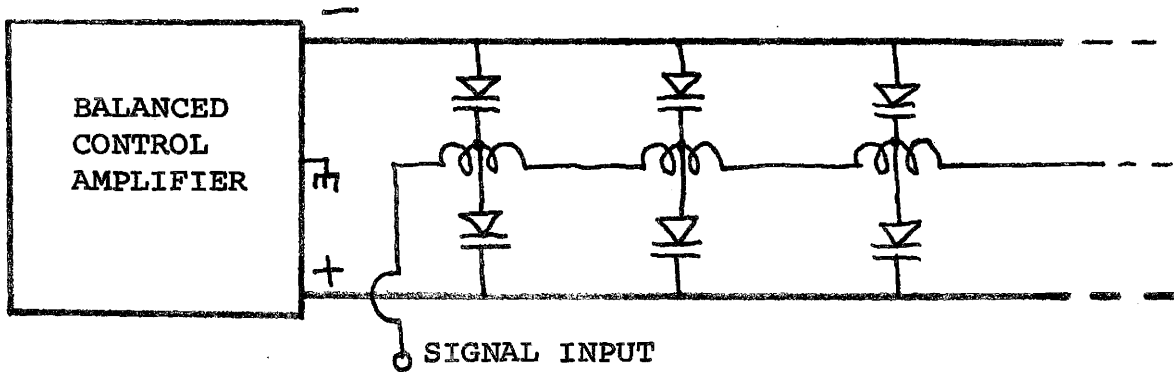 −
BALANCED
CONTROL
AMPLIFIER
+
SIGNAL INPUT